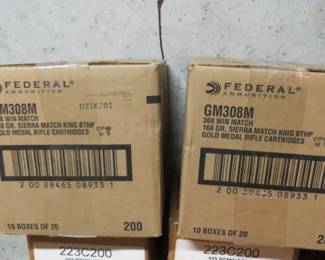 FEDERAL®
AMMUNITION
GM308M
308 WIN MATCH
168 GR. SIERRA MATCH KING BTHP
GOLD MEDAL RIFLE CARTRIDGES
2 00 29465 08933 1
10 BOXES OF 20
200
223C200
FEDERAL®
AMMUNITION
GM308M
308 WIN MATCH
168 GR. SIERRA MATCH KING BTHP
GOLD MEDAL RIFLE CARTRIDGES
2 00 29465 08933 1
10 BOXES OF 20
223C200